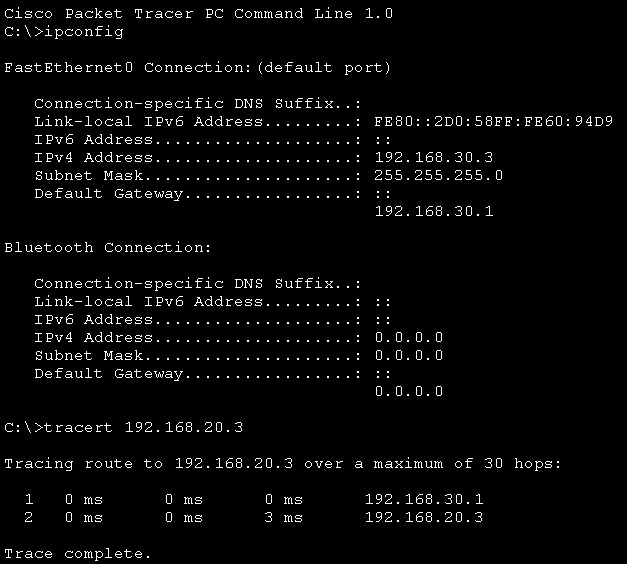 Cisco Packet Tracer PC Command Line 1.0
C:\>ipconfig
FastEthernet0 Connection:(default port)
Connection-specific DNS Suffix..:
Link-local IPv6 Address.........: FE80::2D0:58FF:FE60:94D9
IPv6 Address....................: ::
IPv4 Address....................: 192.168.30.3
Subnet Mask.....................: 255.255.255.0
Default Gateway.................: ::
192.168.30.1
Bluetooth Connection:
Connection-specific DNS Suffix..:
Link-local IPv6 Address.........: ::
IPv6 Address....................: ::
IPv4 Address....................: 0.0.0.0
Subnet Mask.....................: 0.0.0.0
Default Gateway.................: ::
0.0.0.0
C:\>tracert 192.168.20.3
Tracing route to 192.168.20.3 over a maximum of 30 hops:
1 0 ms 0 ms 0 ms 192.168.30.1
2 0 ms 0 ms 3 ms 192.168.20.3
Trace complete.